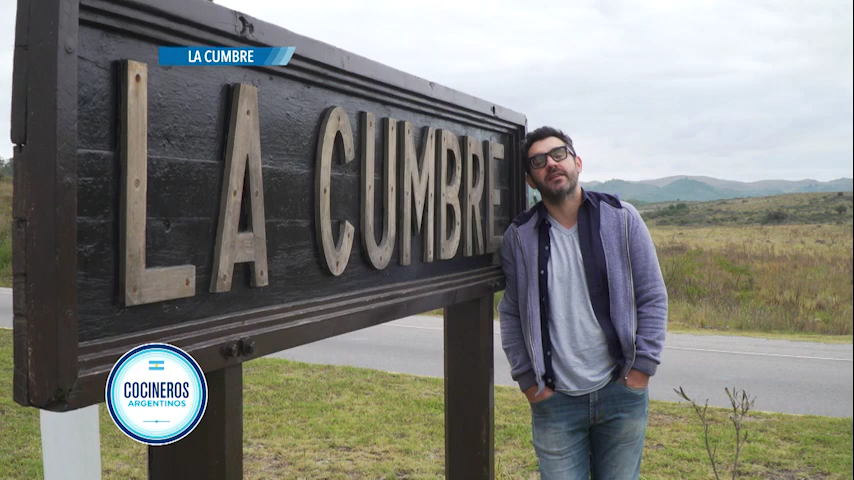 LA CUMBRE
LA CUMBRE
COCINEROS
ARGENTINOS